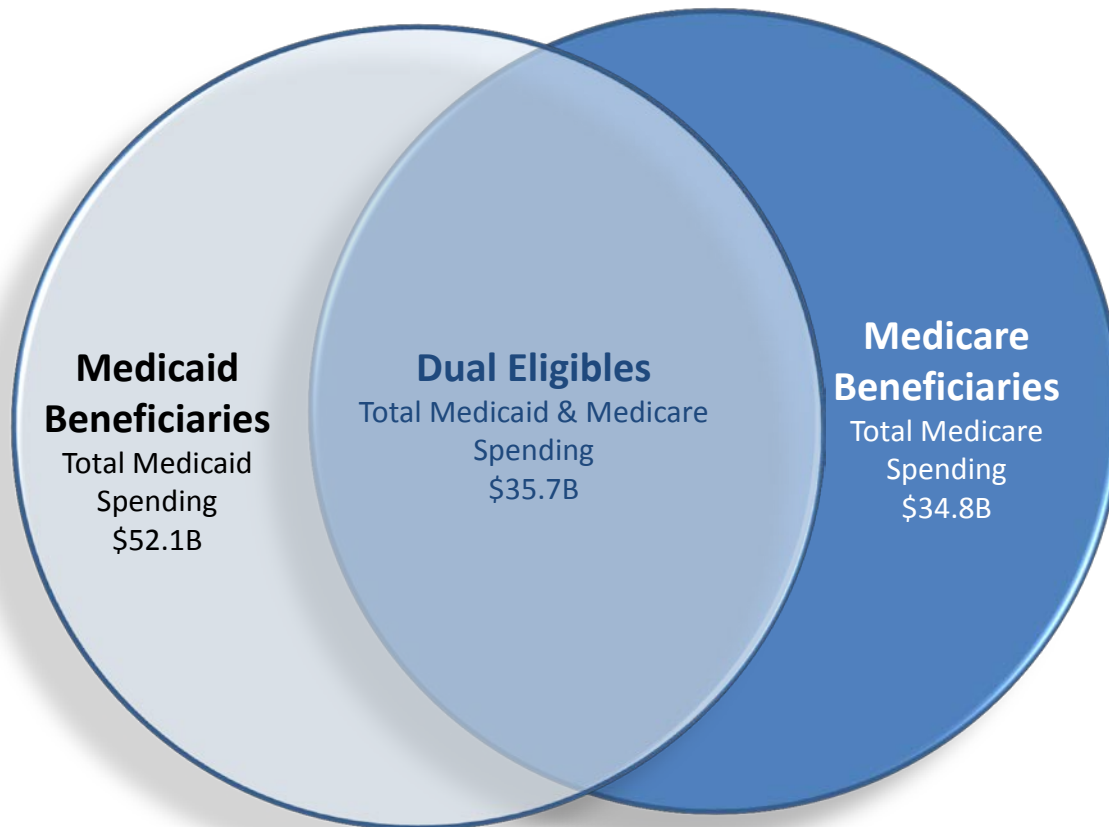 Medicaid
Beneficiaries
Total Medicaid
Spending
$52.1B
Dual Eligibles
Total Medicaid & Medicare
Spending
$35.7B
Medicare
Beneficiaries
Total Medicare
Spending
$34.8B